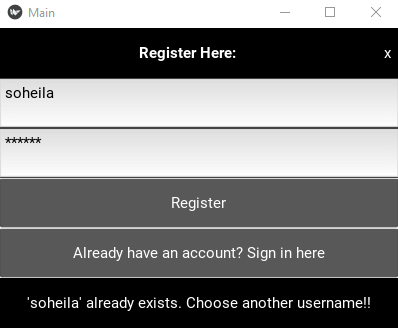 Main
Register Here:
x
soheila
******
Register
Already have an account? Sign in here
'soheila' already exists. Choose another username!!